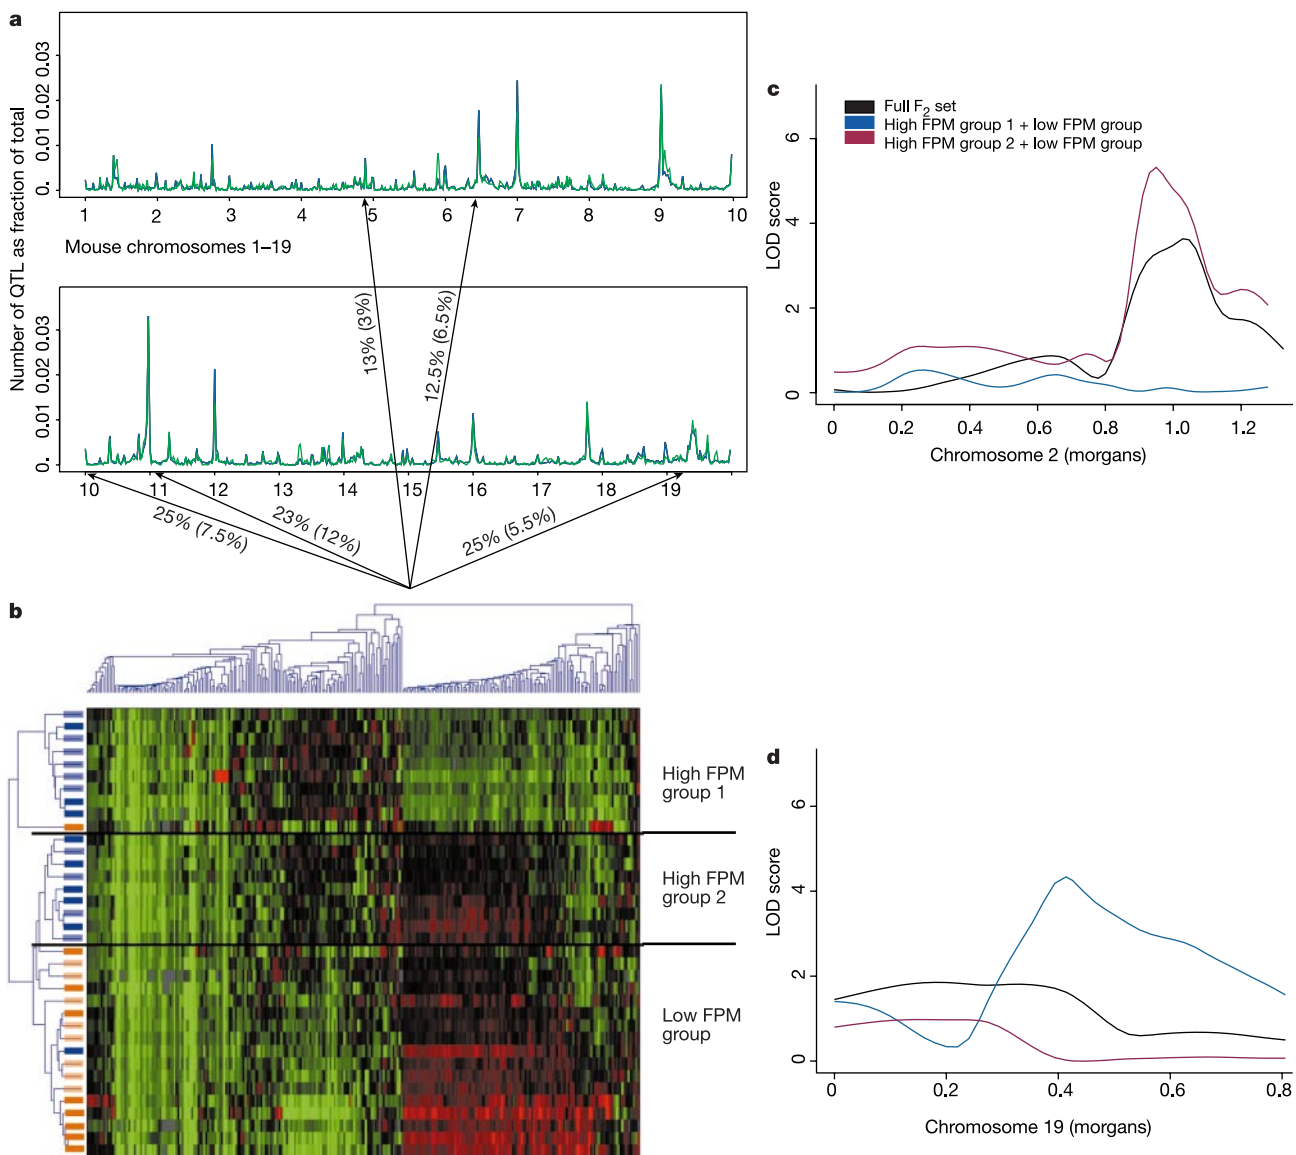 a
Number of QTL as fraction of total
0.03
0.02
0.01
0.
1 2 3 4 5 6 7 8 9 10
Mouse chromosomes 1–19
0.03
0.02
0.01
0.
10 11 12 13 14 15 16 17 18 19
13% (3%)
12.5% (6.5%)
25% (7.5%)
23% (12%)
25% (5.5%)
b
High FPM
group 1
High FPM
group 2
Low FPM
group
c
Full F2 set
High FPM group 1 + low FPM group
High FPM group 2 + low FPM group
LOD score
6
4
2
0
0 0.2 0.4 0.6 0.8 1.0 1.2
Chromosome 2 (morgans)
d
LOD score
6
4
2
0
0 0.2 0.4 0.6 0.8
Chromosome 19 (morgans)